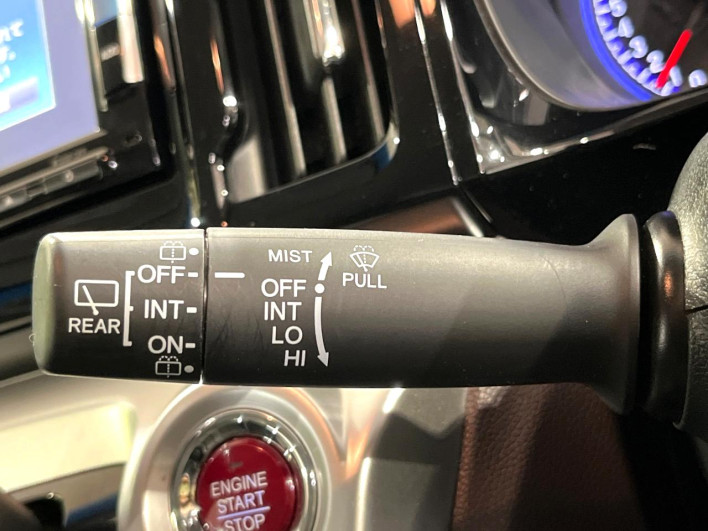 MIST
OFF
INT
LO
HI
PULL
REAR
OFF
INT
ON
ENGINE
START
STOP